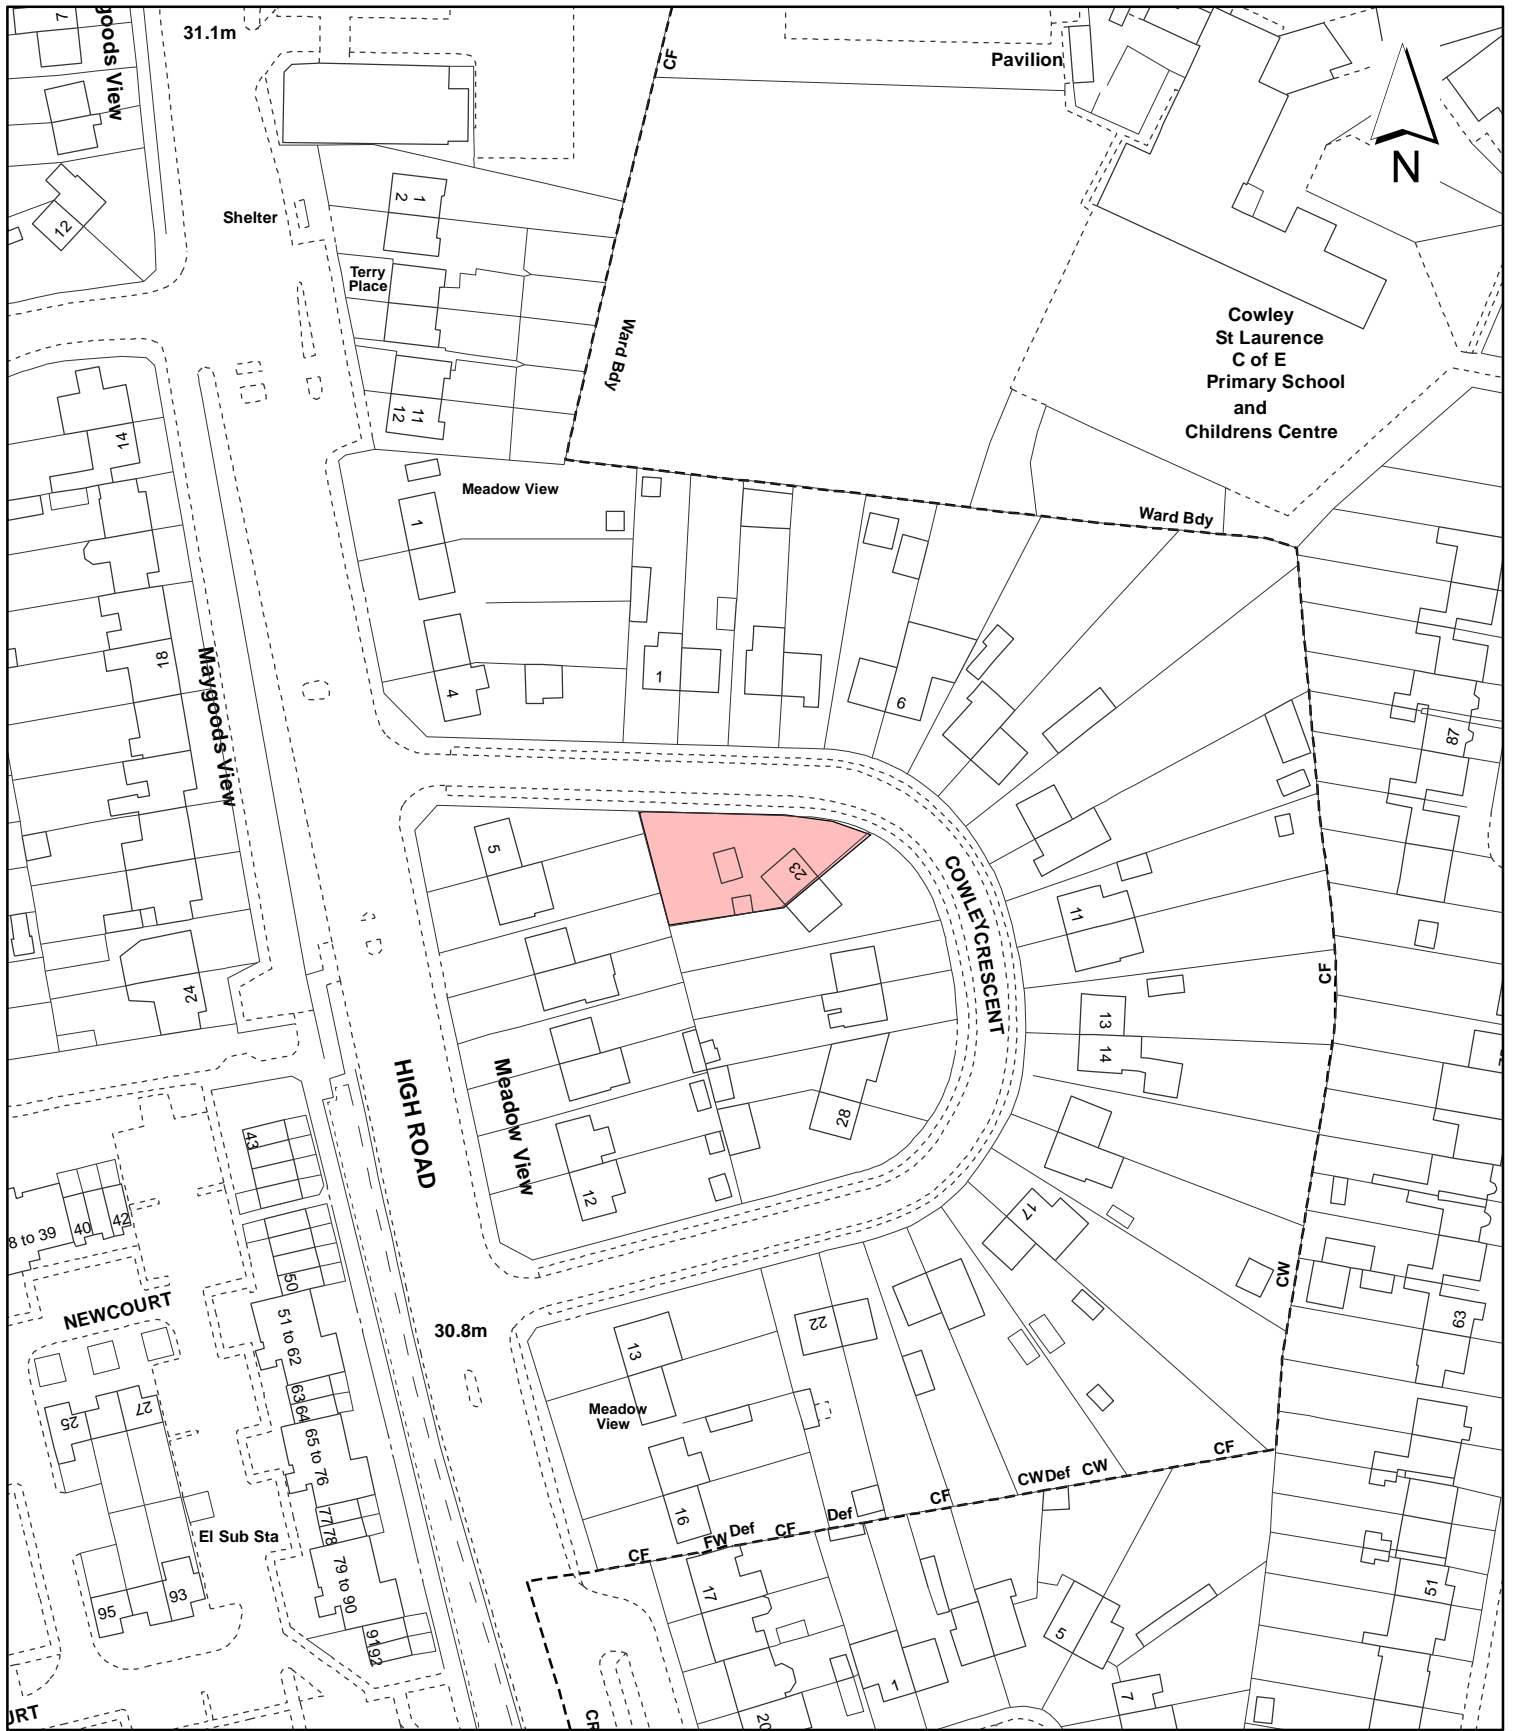 7
goods View
31.1m
CF
Pavilion
N
12
Shelter
1
2
Terry
Place
Ward Bdy
Cowley
St Laurence
C of E
Primary School
and
Childrens Centre
11
12
14
Meadow View
1
Ward Bdy
18
Maygoods View
4
1
6
87
5
23
COWLEY CRESCENT
11
CF
24
13
14
HIGH ROAD
Meadow View
28
43
12
17
8 to 39
40
42
50
CW
NEWCOURT
51 to 62
30.8m
22
63
13
25
27
63
64
Meadow
View
65 to 76
CF
CW Def CW
CF
16
77
78
El Sub Sta
Def
CF
Def
FW
CF
79 to 90
17
51
95
93
91
92
5
1
7
20
CR
URT